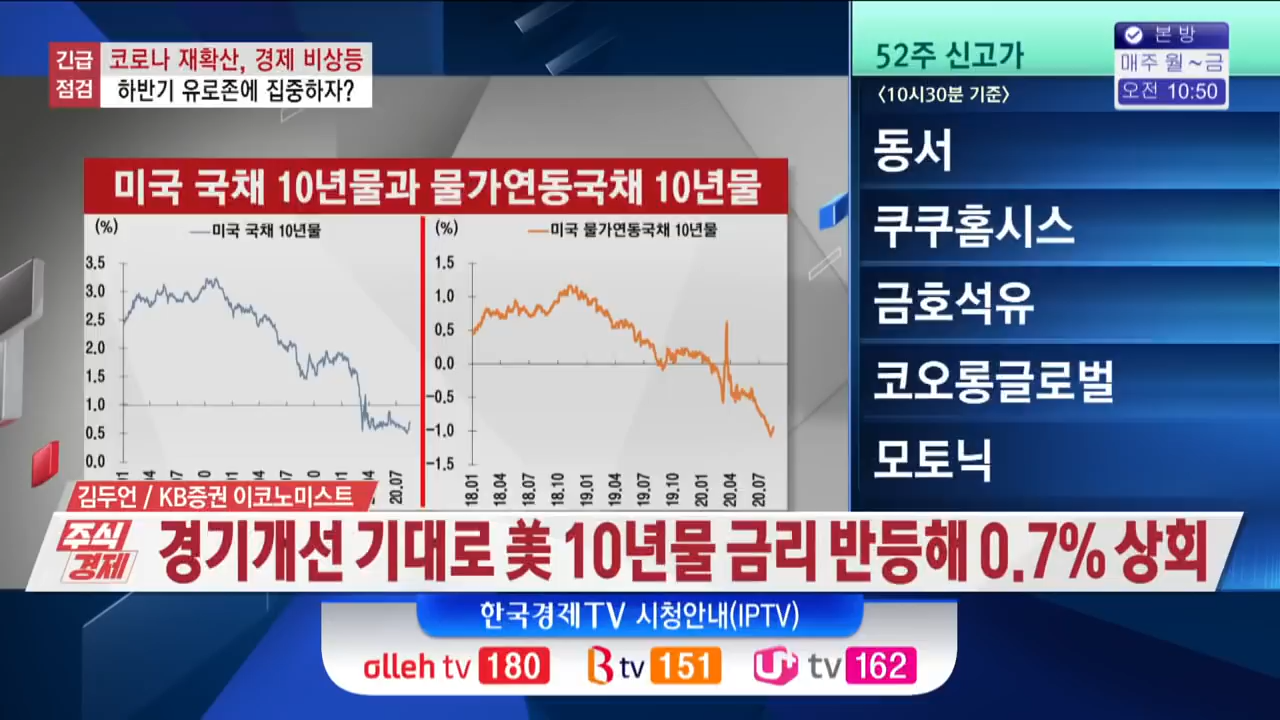 긴급
점검
코로나 재확산, 경제 비상등
하반기 유로존에 집중하자?
52주 신고가
본 방
매주 월~금
오전 10:50
<10시30분 기준>
동서
쿠쿠홈시스
금호석유
코오롱글로벌
모토닉
미국 국채 10년물과 물가연동국채 10년물
(%)
미국 국채 10년물
3.5
3.0
2.5
2.0
1.5
1.0
0.5
0.0
20.07
(%)
미국 물가연동국채 10년물
1.5
1.0
0.5
0.0
-0.5
-1.0
-1.5
18.01 18.04 18.07 18.10 19.01 19.04 19.07 19.10 20.01 20.04 20.07
김두언 / KB증권 이코노미스트
주식
경제
경기개선 기대로 美 10년물 금리 반등해 0.7% 상회
한국경제TV 시청안내(IPTV)
olleh tv 180 B tv 151 U+ tv 162